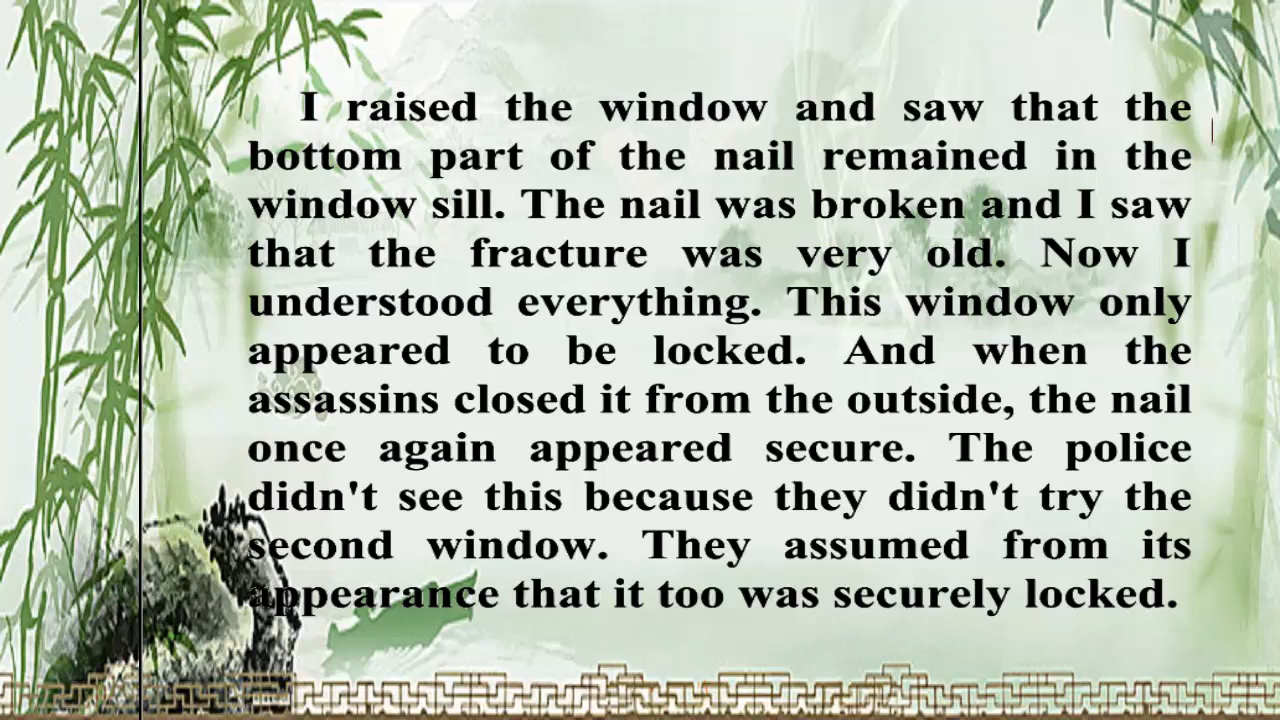 I raised the window and saw that the
bottom part of the nail remained in the
window sill. The nail was broken and I saw
that the fracture was very old. Now I
understood everything. This window only
appeared to be locked. And when the
assassins closed it from the outside, the nail
once again appeared secure. The police
didn't see this because they didn't try the
second window. They assumed from its
appearance that it too was securely locked.